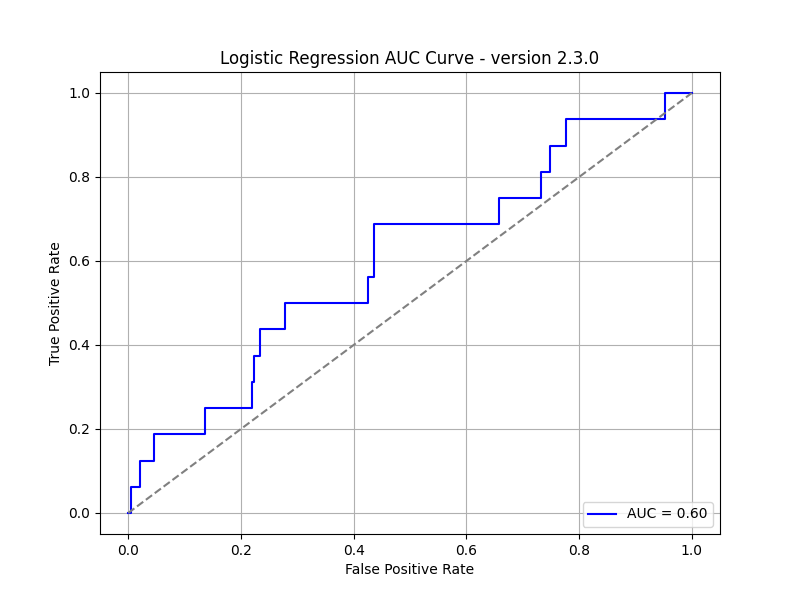 Logistic Regression AUC Curve - version 2.3.0
1.0
0.8
0.6
0.4
0.2
0.0
True Positive Rate
AUC = 0.60
0.0 0.2 0.4 0.6 0.8 1.0
False Positive Rate